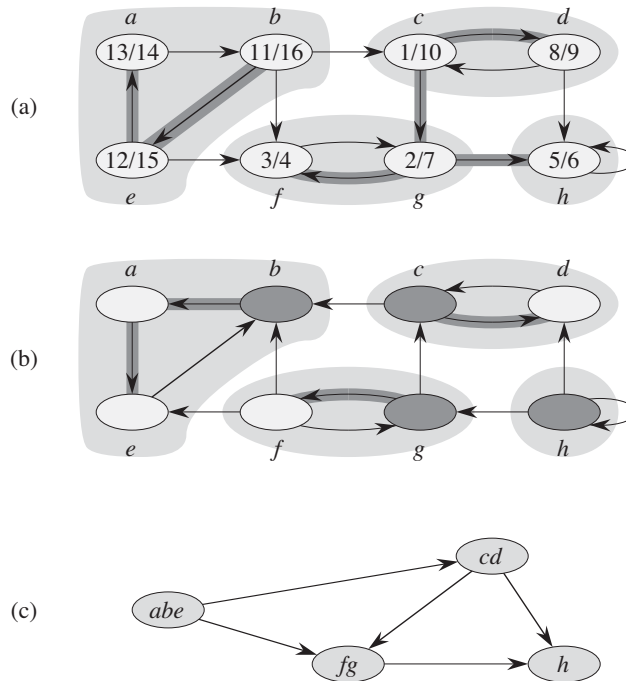 a b c d
(a) 13/14 11/16 1/10 8/9
12/15 3/4 2/7 5/6
e f g h
a b c d
(b)
e f g h
cd
(c) abe
fg h